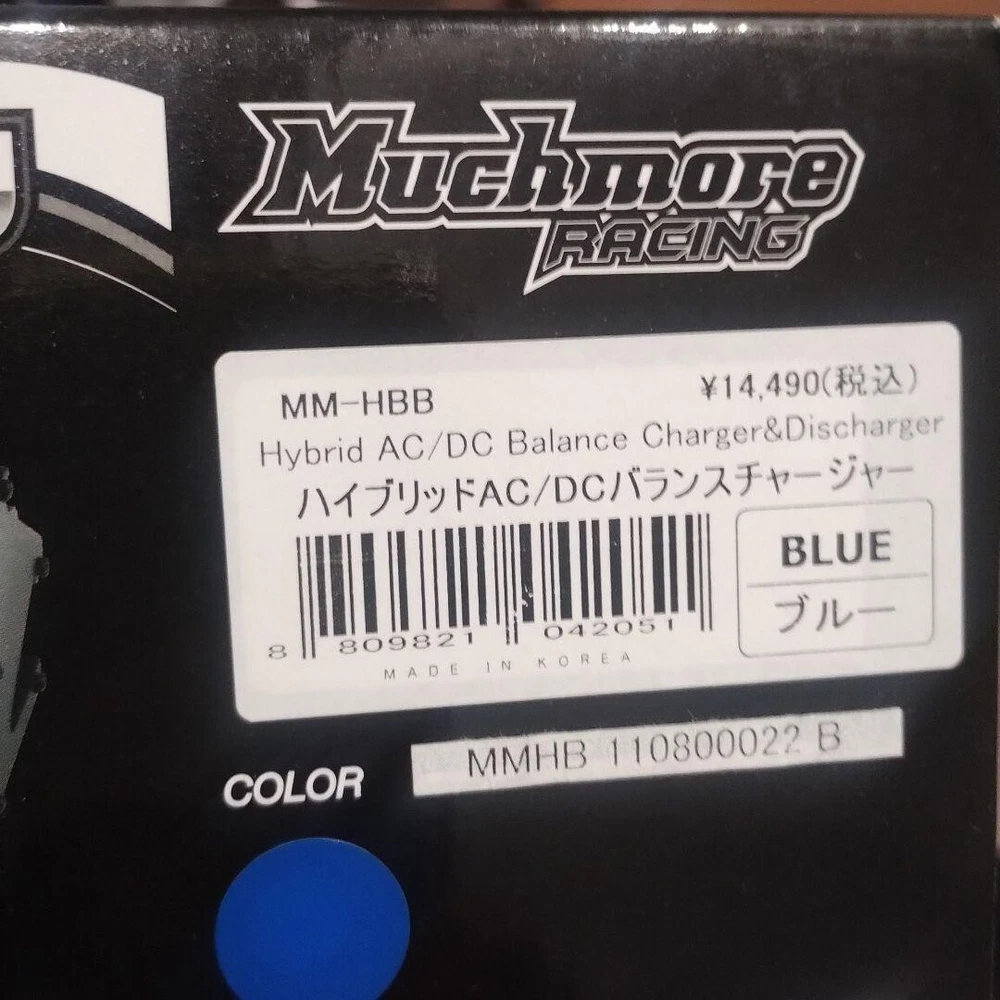 Muchmore
RACING
MM-HBB
¥14,490(税込)
Hybrid AC/DC Balance Charger&Discharger
ハイブリッドAC/DCバランスチャージャー
BLUE
ブルー
8 809821 042051
MADE IN KOREA
MMHB 110800022 B
COLOR